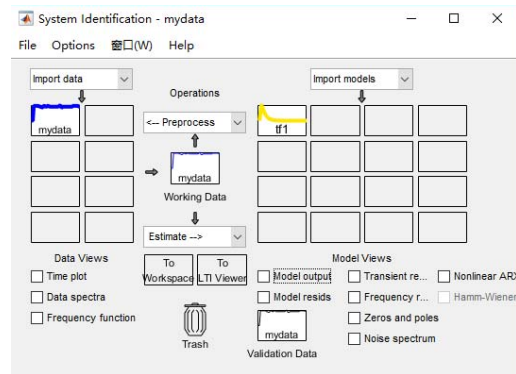 System Identification - mydata
File Options 窗口(W) Help
Import data
Operations
Import models
mydata
<-- Preprocess
tf1
mydata
Working Data
Estimate -->
Data Views
To Workspace
To LTI Viewer
Model Views
Time plot
Data spectra
Frequency function
Trash
Model output
Transient re...
Nonlinear ARX
Model resids
Frequency r...
Hamm-Wiener
Zeros and poles
Noise spectrum
mydata
Validation Data